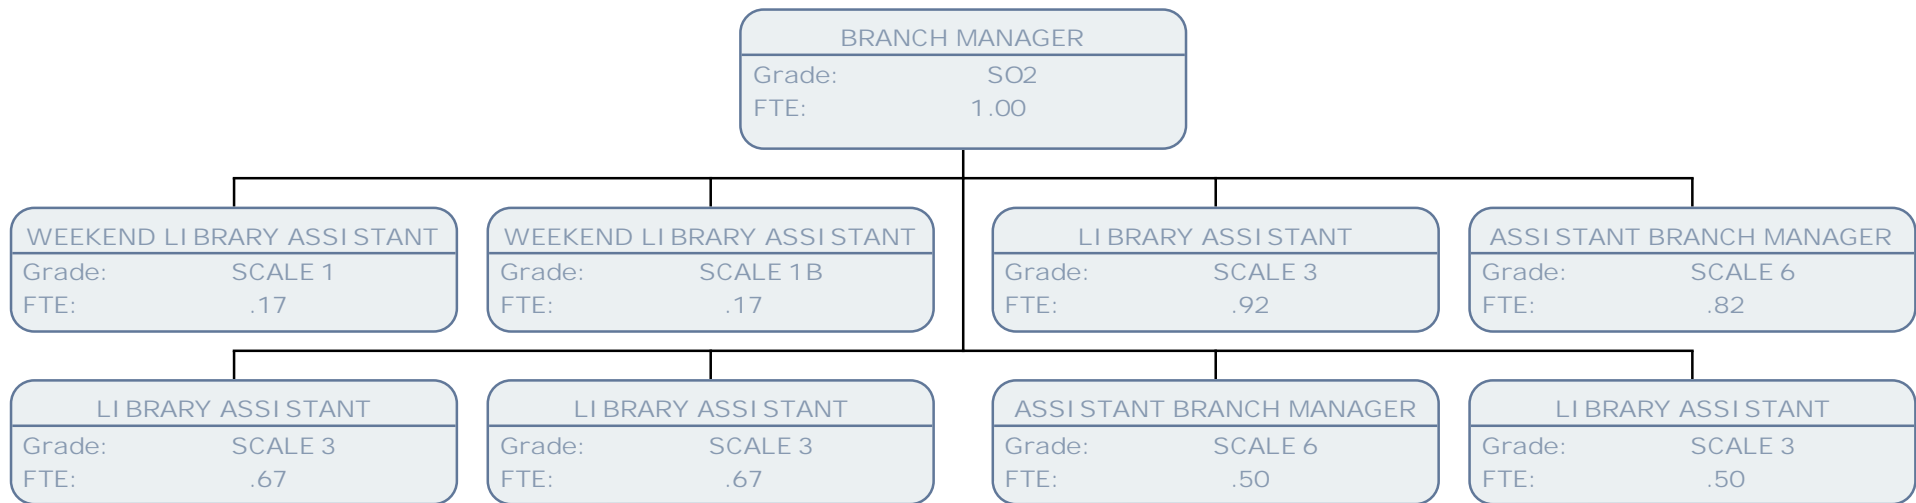 BRANCH MANAGER
Grade: SO2
FTE: 1.00
WEEKEND LIBRARY ASSISTANT
Grade: SCALE 1
FTE: .17
WEEKEND LIBRARY ASSISTANT
Grade: SCALE 1B
FTE: .17
LIBRARY ASSISTANT
Grade: SCALE 3
FTE: .92
ASSISTANT BRANCH MANAGER
Grade: SCALE 6
FTE: .82
LIBRARY ASSISTANT
Grade: SCALE 3
FTE: .67
LIBRARY ASSISTANT
Grade: SCALE 3
FTE: .67
ASSISTANT BRANCH MANAGER
Grade: SCALE 6
FTE: .50
LIBRARY ASSISTANT
Grade: SCALE 3
FTE: .50